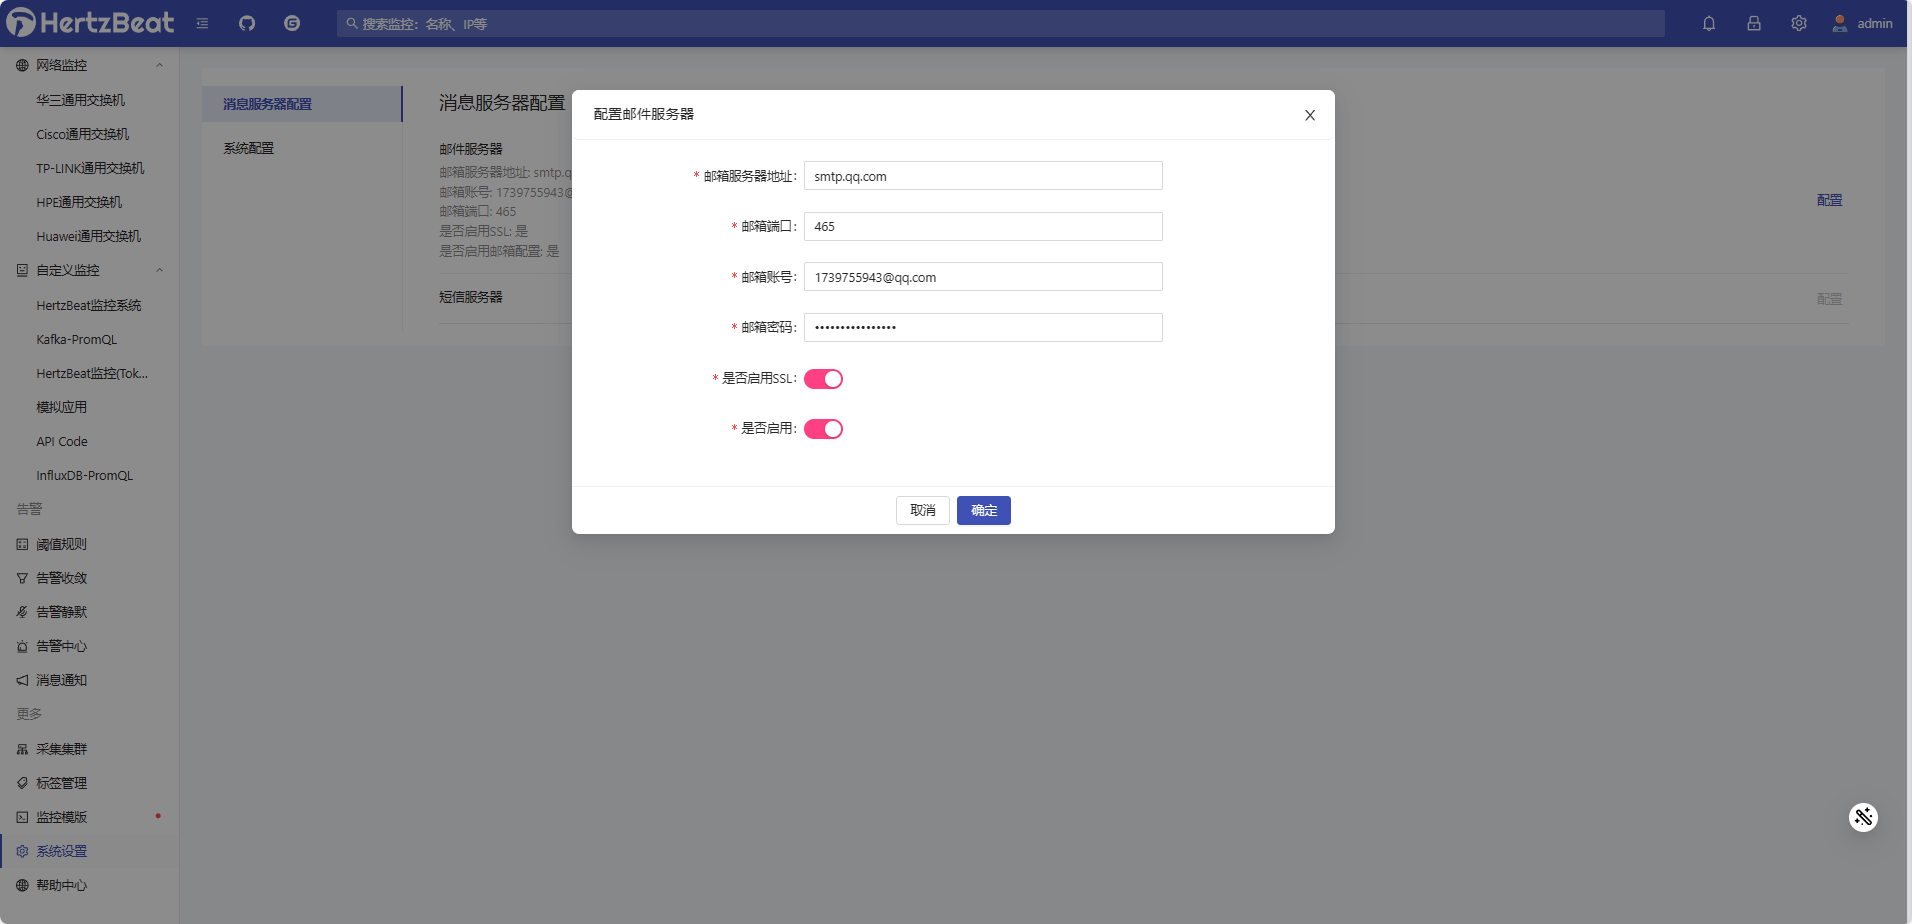 HertzBeat
搜索监控：名称、IP等
admin
网络监控
华三通用交换机
Cisco通用交换机
TP-LINK通用交换机
HPE通用交换机
Huawei通用交换机
自定义监控
HertzBeat监控系统
Kafka-PromQL
HertzBeat监控(Tok...
模拟应用
API Code
InfluxDB-PromQL
告警
阈值规则
告警收敛
告警静默
告警中心
消息通知
更多
采集集群
标签管理
监控模版
系统设置
帮助中心
消息服务器配置
系统配置
消息服务器配置
邮件服务器
邮箱服务器地址: smtp.q
邮箱账号: 1739755943@
邮箱端口: 465
是否启用SSL: 是
是否启用邮箱配置: 是
配置
短信服务器
配置
配置邮件服务器
* 邮箱服务器地址: smtp.qq.com
* 邮箱端口: 465
* 邮箱账号: 1739755943@qq.com
* 邮箱密码: ••••••••••••••••
* 是否启用SSL:
* 是否启用:
取消
确定